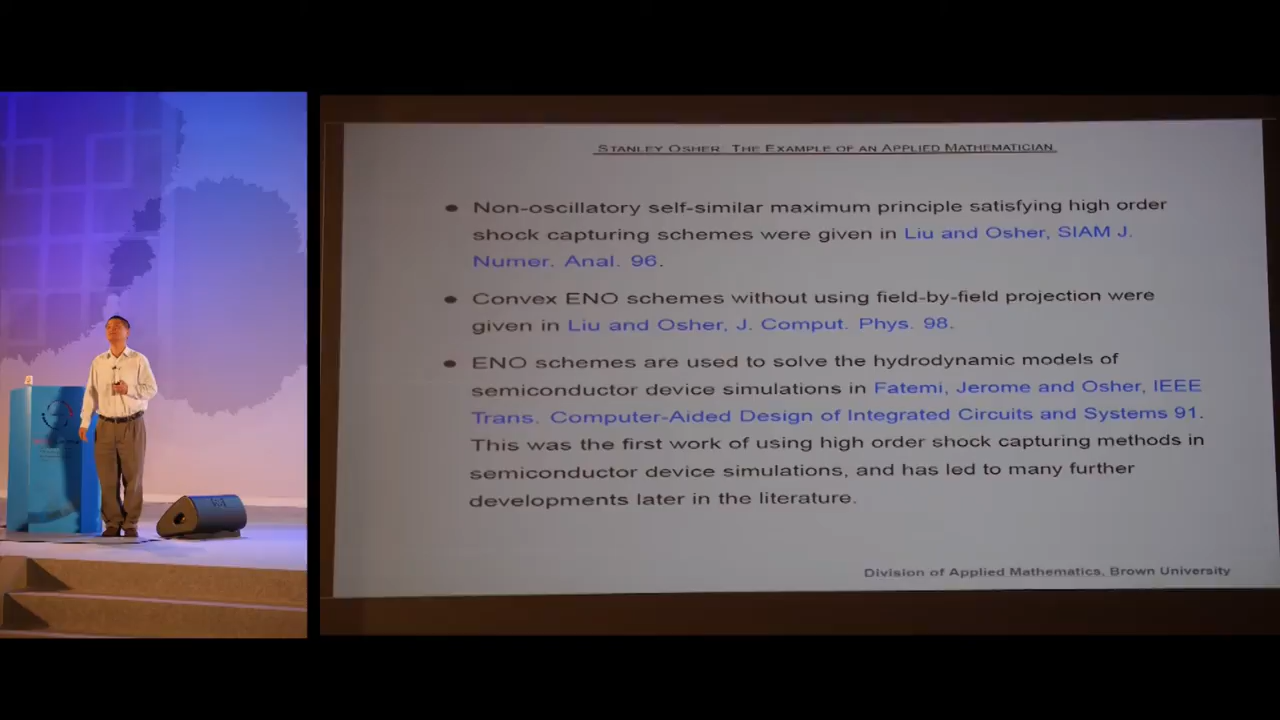 STANLEY OSHER: THE EXAMPLE OF AN APPLIED MATHEMATICIAN
● Non-oscillatory self-similar maximum principle satisfying high order
shock capturing schemes were given in Liu and Osher, SIAM J.
Numer. Anal. 96.
● Convex ENO schemes without using field-by-field projection were
given in Liu and Osher, J. Comput. Phys. 98.
● ENO schemes are used to solve the hydrodynamic models of
semiconductor device simulations in Fatemi, Jerome and Osher, IEEE
Trans. Computer-Aided Design of Integrated Circuits and Systems 91.
This was the first work of using high order shock capturing methods in
semiconductor device simulations, and has led to many further
developments later in the literature.
Division of Applied Mathematics, Brown University